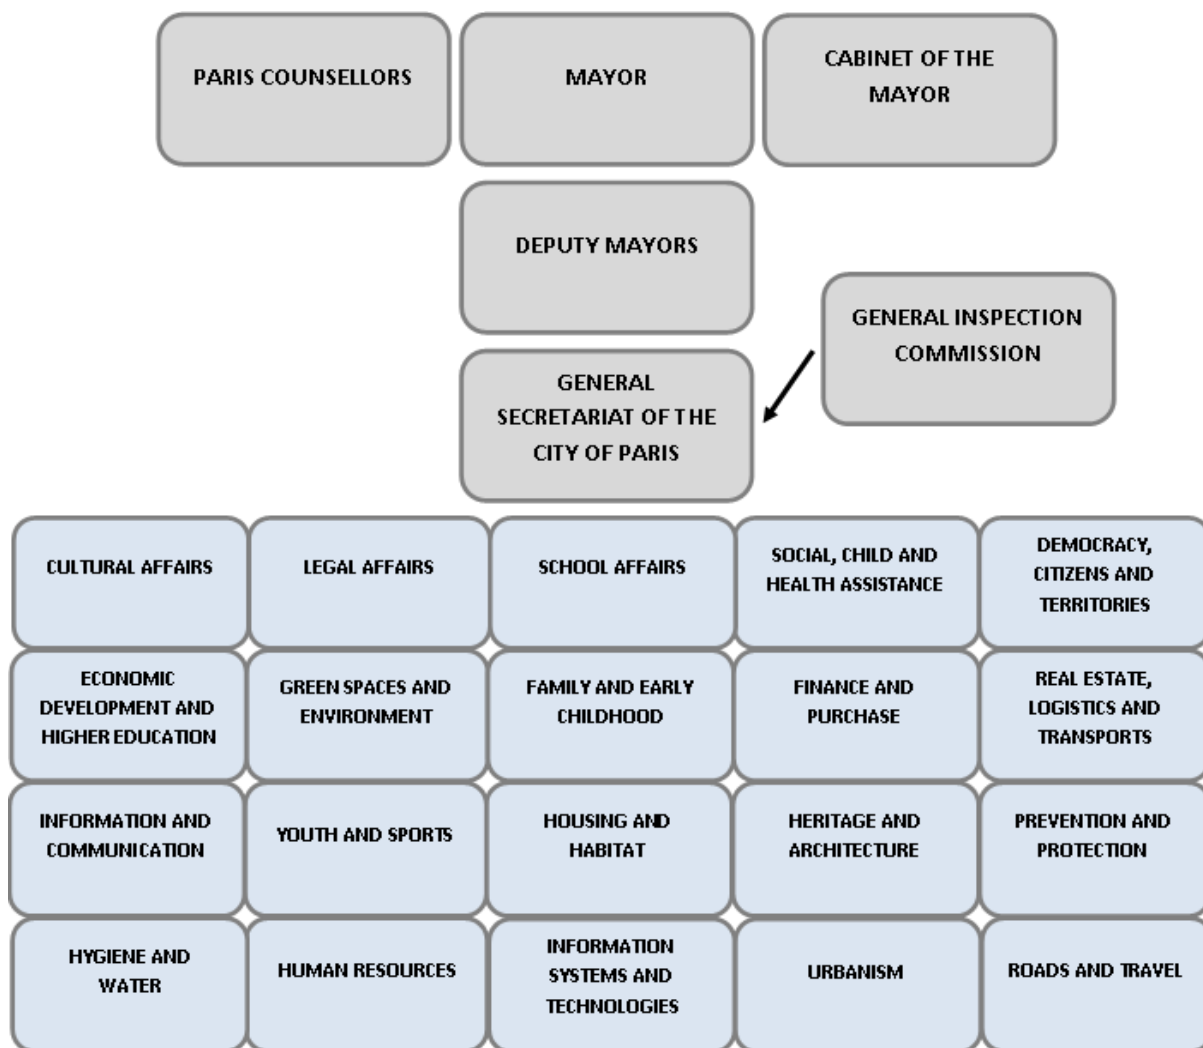 PARIS COUNSELLORS
MAYOR
CABINET OF THE
MAYOR
DEPUTY MAYORS
GENERAL INSPECTION
COMMISSION
GENERAL
SECRETARIAT OF THE
CITY OF PARIS
CULTURAL AFFAIRS
LEGAL AFFAIRS
SCHOOL AFFAIRS
SOCIAL, CHILD AND
HEALTH ASSISTANCE
DEMOCRACY,
CITIZENS AND
TERRITORIES
ECONOMIC
DEVELOPMENT AND
HIGHER EDUCATION
GREEN SPACES AND
ENVIRONMENT
FAMILY AND EARLY
CHILDHOOD
FINANCE AND
PURCHASE
REAL ESTATE,
LOGISTICS AND
TRANSPORTS
INFORMATION AND
COMMUNICATION
YOUTH AND SPORTS
HOUSING AND
HABITAT
HERITAGE AND
ARCHITECTURE
PREVENTION AND
PROTECTION
HYGIENE AND
WATER
HUMAN RESOURCES
INFORMATION
SYSTEMS AND
TECHNOLOGIES
URBANISM
ROADS AND TRAVEL